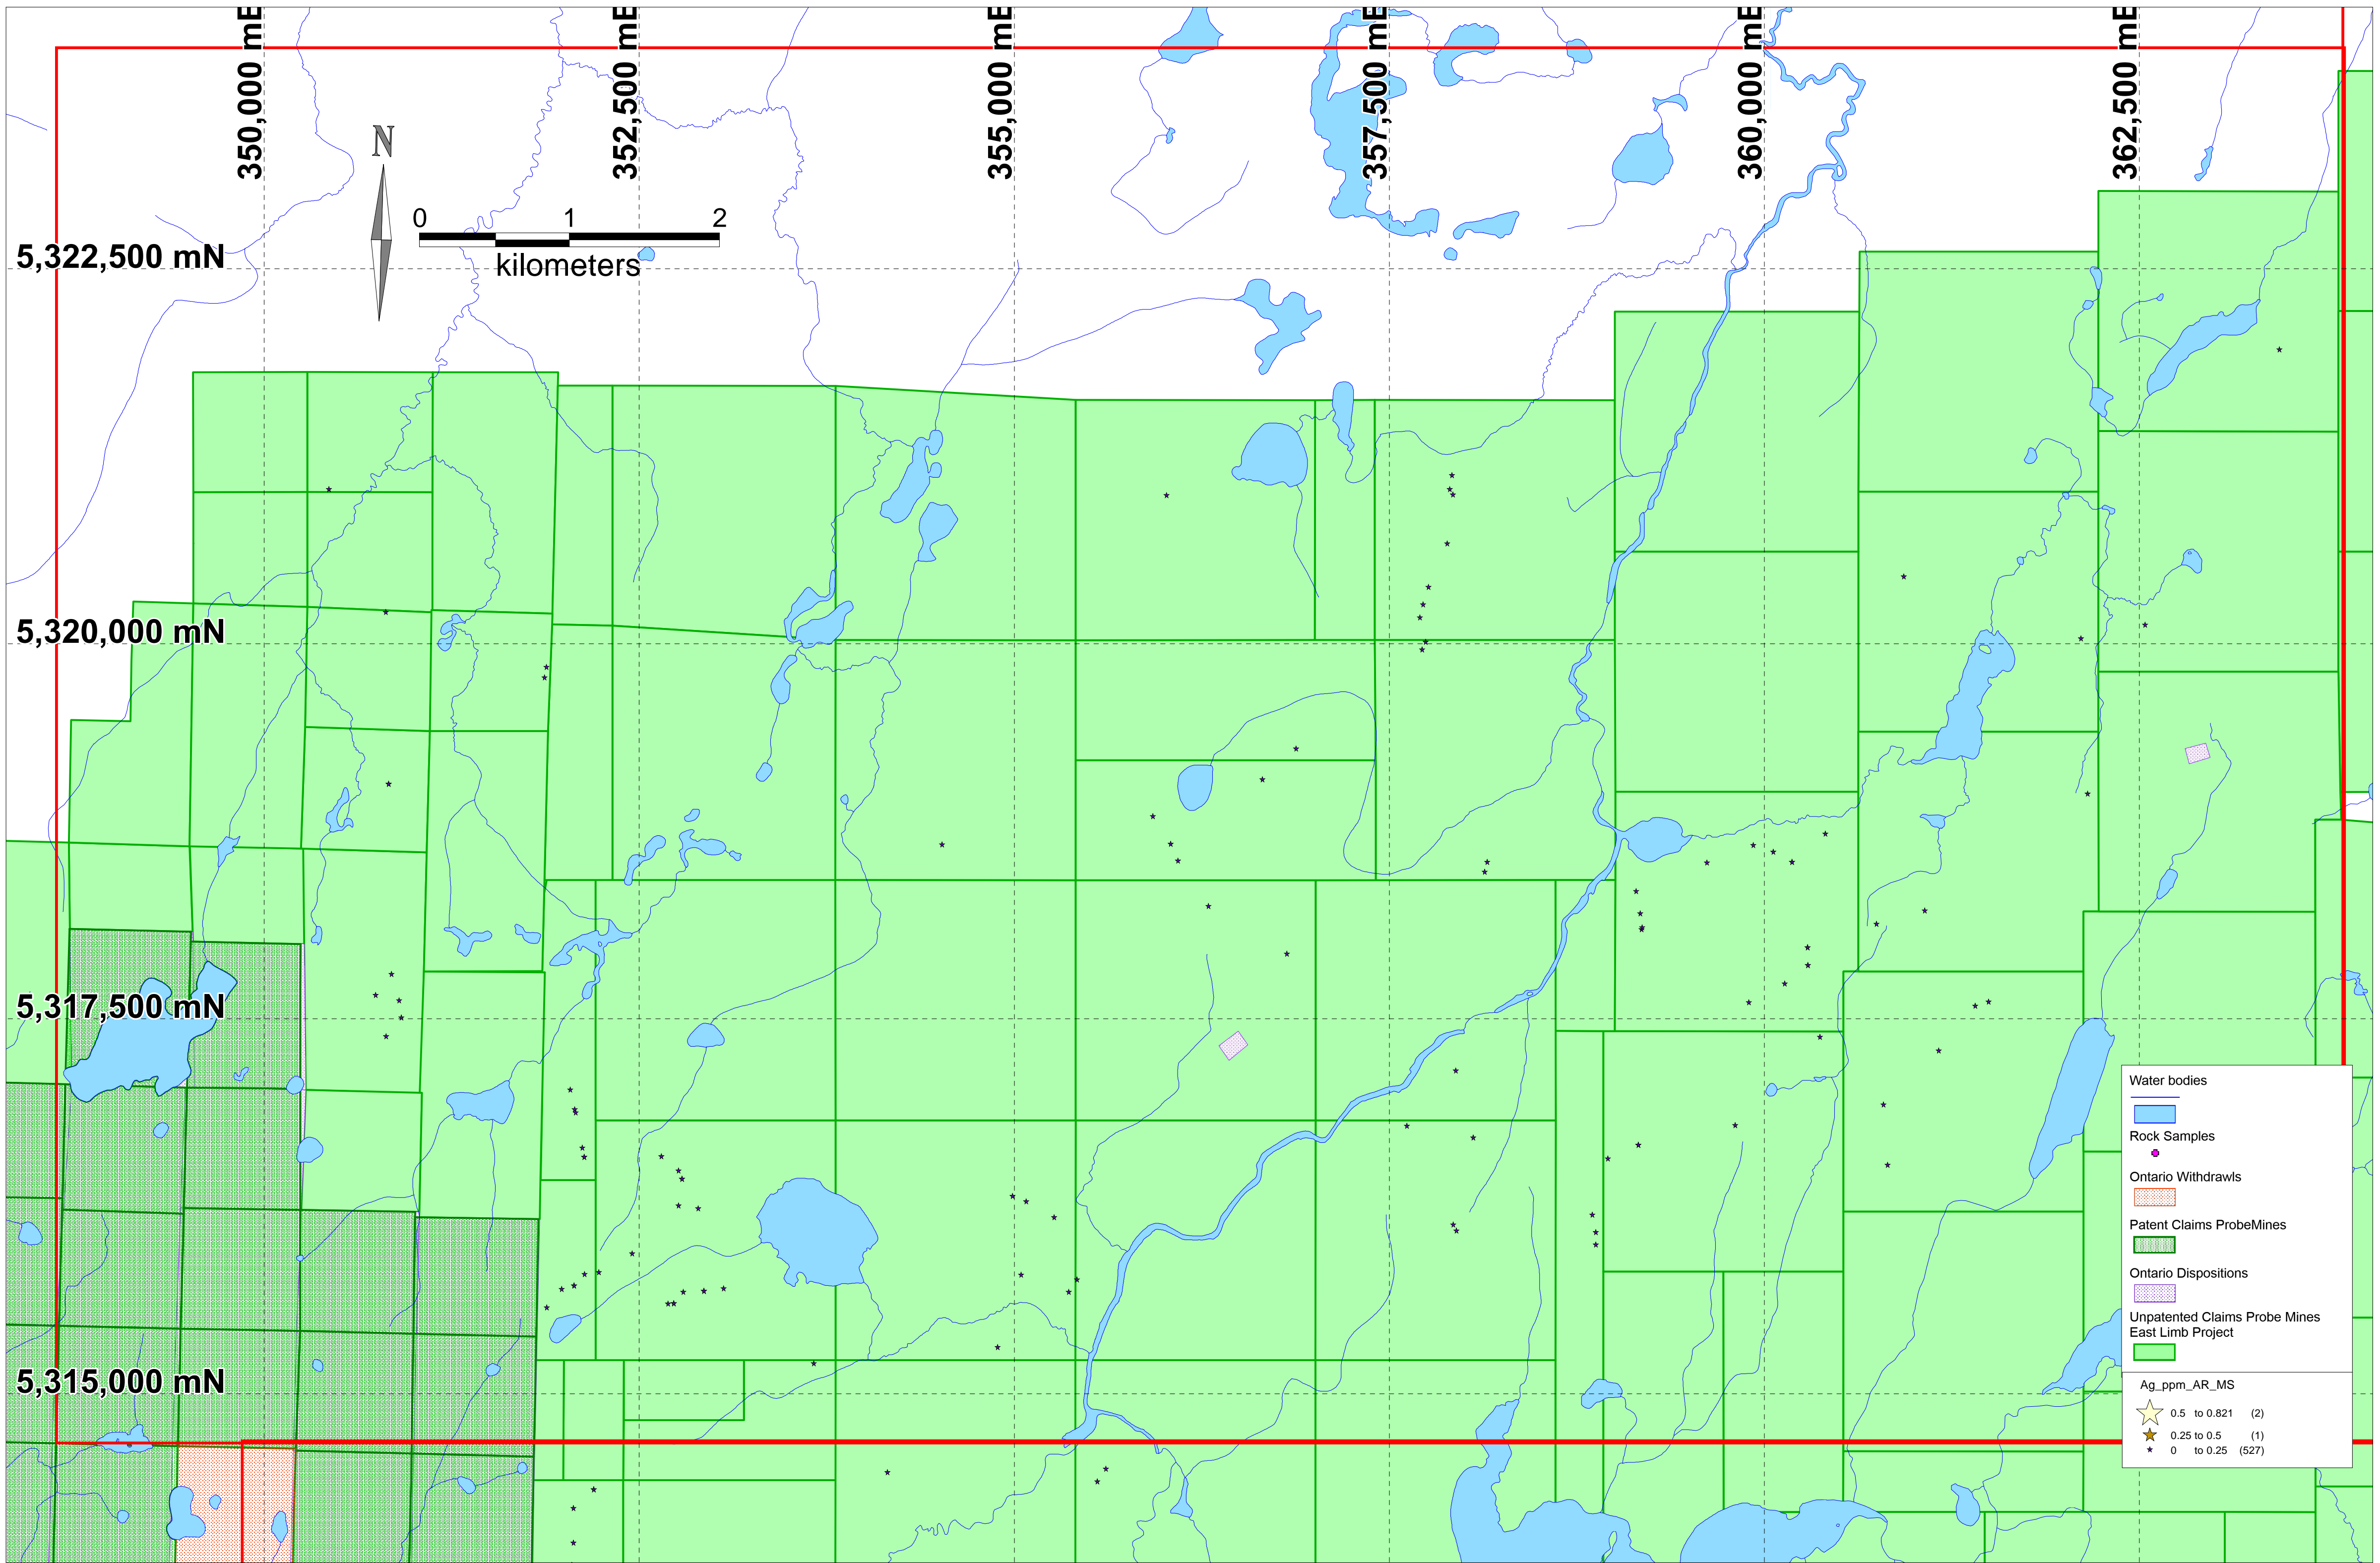 350,000 mE
352,500 mE
355,000 mE
357,500 mE
360,000 mE
362,500 mE
N
0 1 2
kilometers
5,322,500 mN
5,320,000 mN
5,317,500 mN
5,315,000 mN
Water bodies
Rock Samples
Ontario Withdrawls
Patent Claims ProbeMines
Ontario Dispositions
Unpatented Claims Probe Mines
East Limb Project
Ag_ppm_AR_MS
0.5 to 0.821 (2)
0.25 to 0.5 (1)
0 to 0.25 (527)